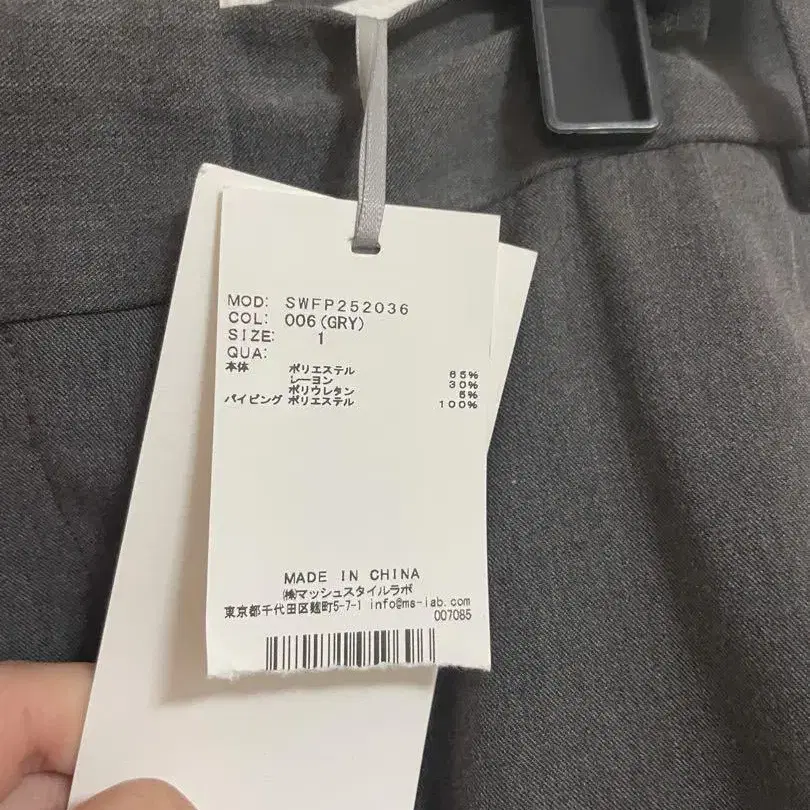 MOD: SWFP252036
COL: 006(GRY)
SIZE: 1
QUA:
本体 ポリエステル 65%
レーヨン 30%
ポリウレタン 5%
パイピング ポリエステル 100%
MADE IN CHINA
㈱マッシュスタイルラボ
東京都千代田区麹町5-7-1 info@ms-lab.com
007085